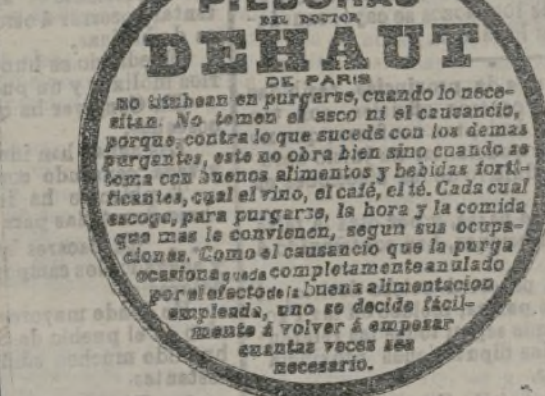 PILDORAS
DEL DOCTOR
DEHAUT
DE PARIS
no titubean en purgarse, cuando lo nece-
sitan. No temen el asco ni el causancio,
porque, contra lo que sucede con los demas
purgantes, este no obra bien sino cuando se
toma con buenos alimentos y bebidas forti-
ficantes, cual el vino, el café, el té. Cada cual
escoge, para purgarse, la hora y la comida
que mas le convienen, segun sus ocupa-
ciones. Como el causancio que la purga
ocasiona queda completamente anulado
por el efecto de la buena alimentacion
empleada, uno se decide fácil-
mente á volver á empezar
cuantas veces sea
necesario.